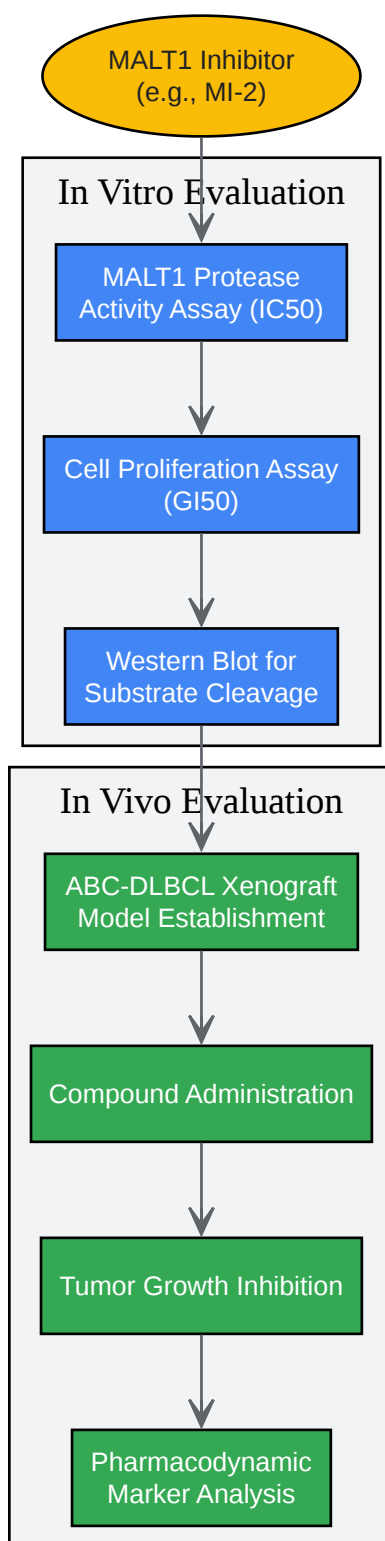 MALT1 Inhibitor
(e.g., MI-2)
In Vitro Evaluation
MALT1 Protease
Activity Assay (IC50)
Cell Proliferation Assay
(GI50)
Western Blot for
Substrate Cleavage
In Vivo Evaluation
ABC-DLBCL Xenograft
Model Establishment
Compound Administration
Tumor Growth Inhibition
Pharmacodynamic
Marker Analysis